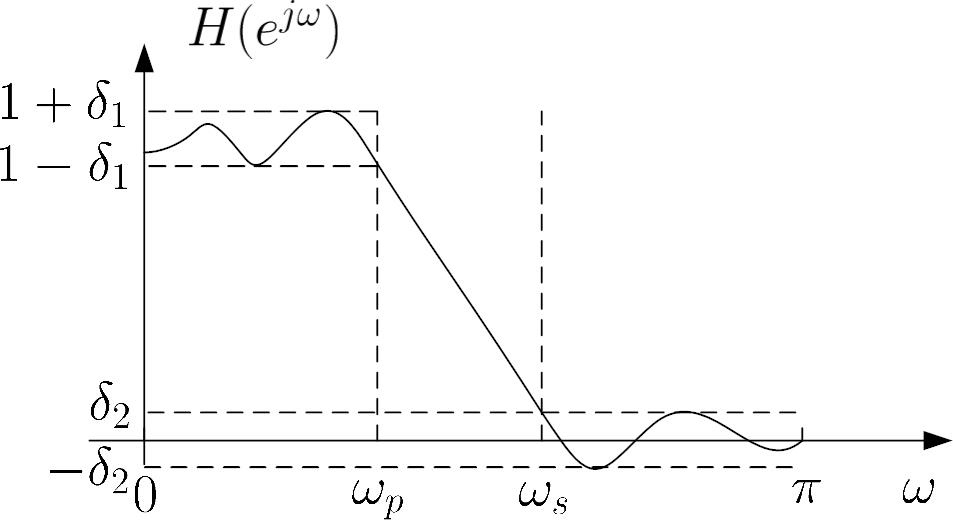 H(e^{jω})
1 + δ₁
1 − δ₁
δ₂
−δ₂
0 ωₚ ωₛ π ω